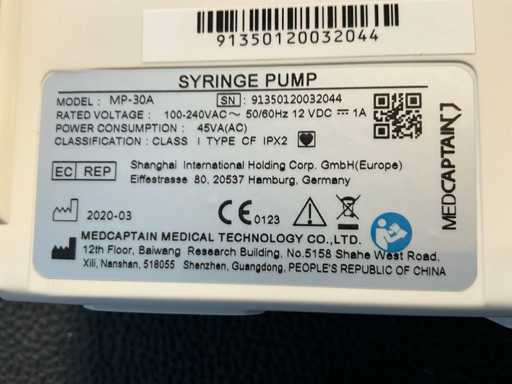 91350120032044
SYRINGE PUMP
MODEL : MP-30A SN : 91350120032044
RATED VOLTAGE : 100-240VAC ~ 50/60Hz 12 VDC ⎓ 1A
POWER CONSUMPTION : 45VA(AC)
CLASSIFICATION : CLASS I TYPE CF IPX2
EC REP Shanghai International Holding Corp. GmbH(Europe)
Eiffestrasse 80, 20537 Hamburg, Germany
2020-03 CE 0123
MEDCAPTAIN MEDICAL TECHNOLOGY CO.,LTD.
12th Floor, Baiwang Research Building, No.5158 Shahe West Road,
Xili, Nanshan, 518055 Shenzhen, Guangdong, PEOPLE'S REPUBLIC OF CHINA
MEDCAPTAIN